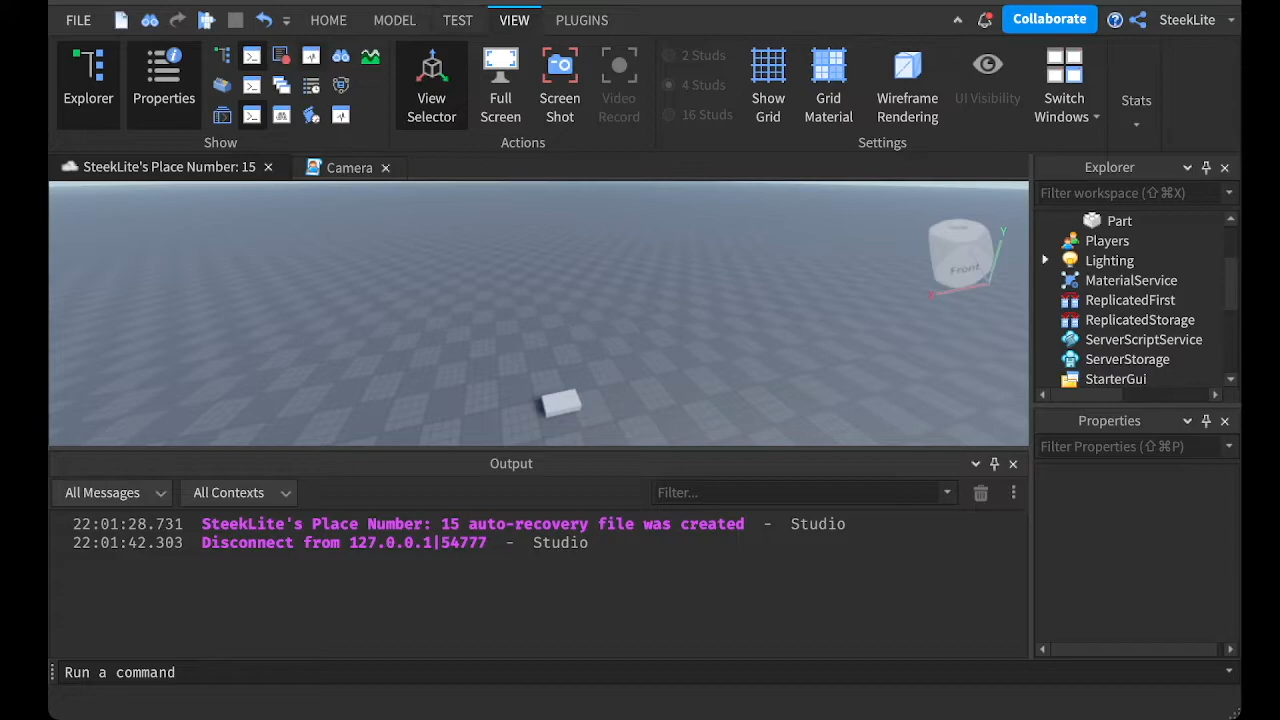 FILE HOME MODEL TEST VIEW PLUGINS Collaborate SteekLite
Explorer
Properties
Show
View
Selector
Full
Screen
Screen
Shot
Video
Record
Actions
2 Studs
4 Studs
16 Studs
Show
Grid
Grid
Material
Wireframe
Rendering
UI Visibility
Switch
Windows
Settings
Stats
SteekLite's Place Number: 15
Camera
Front
Y
X
Explorer
Filter workspace (⇧⌘X)
Part
Players
Lighting
MaterialService
ReplicatedFirst
ReplicatedStorage
ServerScriptService
ServerStorage
StarterGui
Properties
Filter Properties (⇧⌘P)
Output
All Messages All Contexts Filter...
22:01:28.731 SteekLite's Place Number: 15 auto-recovery file was created - Studio
22:01:42.303 Disconnect from 127.0.0.1|54777 - Studio
Run a command